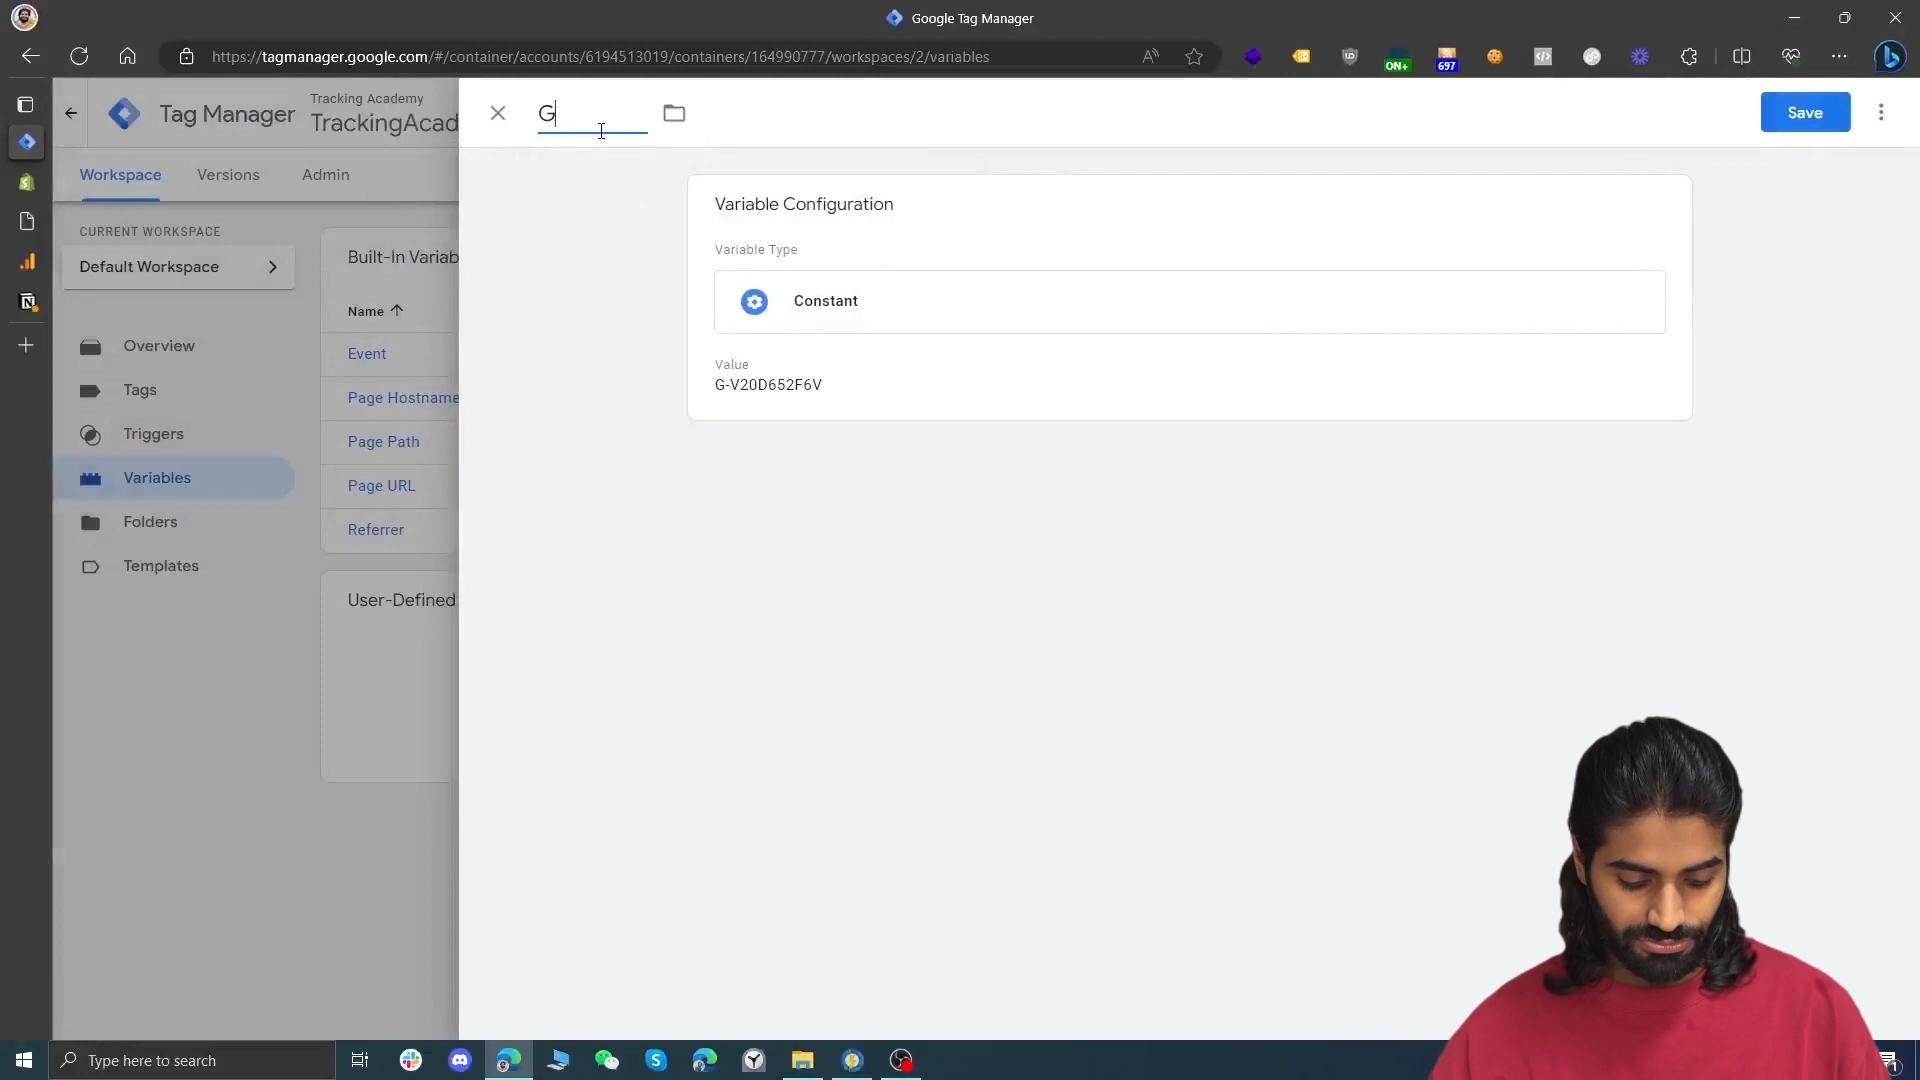 Google Tag Manager
https://tagmanager.google.com/#/container/accounts/6194513019/containers/164990777/workspaces/2/variables
ON+
697
Tag Manager
Tracking Academy
TrackingAcad
G
Save
Workspace
Versions
Admin
CURRENT WORKSPACE
Default Workspace
Overview
Tags
Triggers
Variables
Folders
Templates
Built-In Variab
Name
Event
Page Hostname
Page Path
Page URL
Referrer
User-Defined
Variable Configuration
Variable Type
Constant
Value
G-V20D652F6V
Type here to search